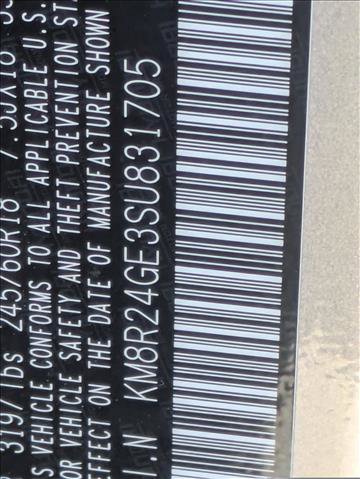 319/lbs 245/60R18 7.5JX18
S VEHICLE CONFORMS TO ALL APPLICABLE U.S.
OR VEHICLE SAFETY AND THEFT PREVENTION ST
EFFECT ON THE DATE OF MANUFACTURE SHOWN
I.N KM8R24GE3SU831705